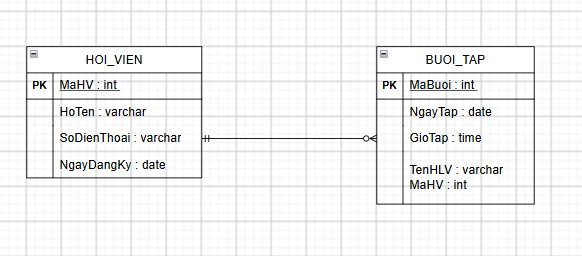 HOI_VIEN
PK MaHV : int
HoTen : varchar
SoDienThoai : varchar
NgayDangKy : date
BUOI_TAP
PK MaBuoi : int
NgayTap : date
GioTap : time
TenHLV : varchar
MaHV : int